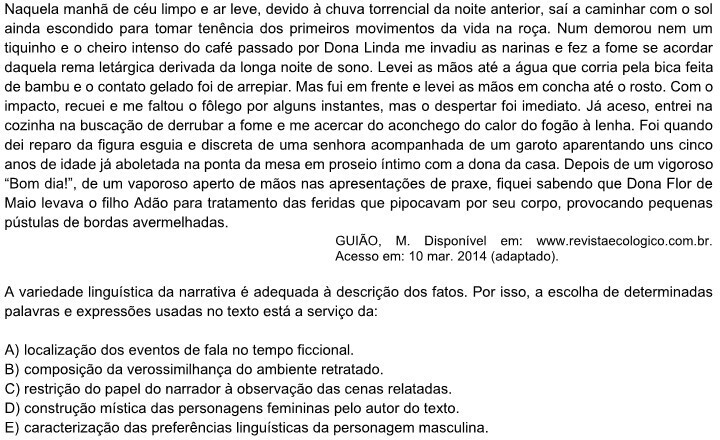 Naquela manhã de céu limpo e ar leve, devido à chuva torrencial da noite anterior, saí a caminhar com o sol
ainda escondido para tomar tenência dos primeiros movimentos da vida na roça. Num demorou nem um
tiquinho e o cheiro intenso do café passado por Dona Linda me invadiu as narinas e fez a fome se acordar
daquela rema letárgica derivada da longa noite de sono. Levei as mãos até a água que corria pela bica feita
de bambu e o contato gelado foi de arrepiar. Mas fui em frente e levei as mãos em concha até o rosto. Com o
impacto, recuei e me faltou o fôlego por alguns instantes, mas o despertar foi imediato. Já aceso, entrei na
cozinha na buscação de derrubar a fome e me acercar do aconchego do calor do fogão à lenha. Foi quando
dei reparo da figura esguia e discreta de uma senhora acompanhada de um garoto aparentando uns cinco
anos de idade já aboletada na ponta da mesa em proseio íntimo com a dona da casa. Depois de um vigoroso
“Bom dia!”, de um vaporoso aperto de mãos nas apresentações de praxe, fiquei sabendo que Dona Flor de
Maio levava o filho Adão para tratamento das feridas que pipocavam por seu corpo, provocando pequenas
pústulas de bordas avermelhadas.
GUIÃO, M. Disponível em: www.revistaecologico.com.br.
Acesso em: 10 mar. 2014 (adaptado).
A variedade linguística da narrativa é adequada à descrição dos fatos. Por isso, a escolha de determinadas
palavras e expressões usadas no texto está a serviço da:
A) localização dos eventos de fala no tempo ficcional.
B) composição da verossimilhança do ambiente retratado.
C) restrição do papel do narrador à observação das cenas relatadas.
D) construção mística das personagens femininas pelo autor do texto.
E) caracterização das preferências linguísticas da personagem masculina.